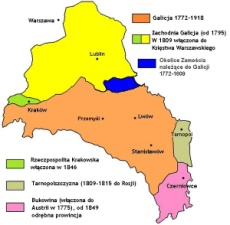 Warszawa
Galicja 1772-1918
Zachodnia Galicja (od 1795)
W 1809 włączona do
Księstwa Warszawskiego
Lublin
Okolice Zamościa
należące do Galicji
1772-1809
Kraków
Lwów
Przemyśl
Tarnopol
Rzeczpospolita Krakowska
włączona w 1846
Stanisławów
Tarnopolszczyzna (1809-1815 do Rosji)
Czerniowce
Bukowina (włączona do
Austrii w 1775), od 1849
odrębna prowincja